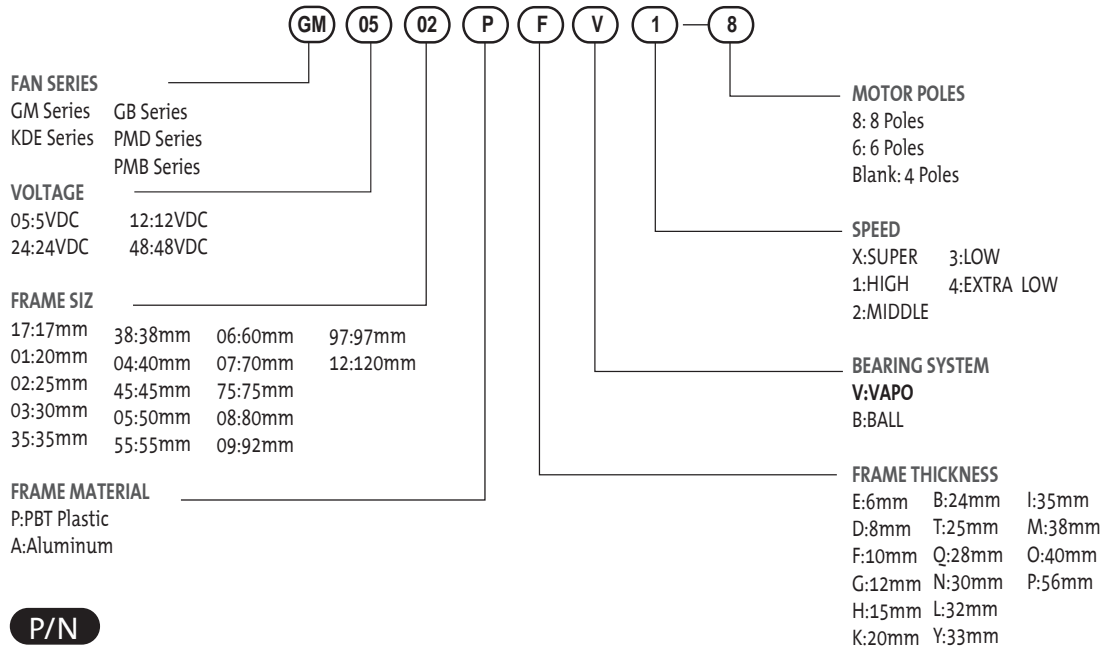 GM 05 02 P F V 1 — 8
FAN SERIES
GM Series GB Series
KDE Series PMD Series
PMB Series
VOLTAGE
05:5VDC 12:12VDC
24:24VDC 48:48VDC
FRAME SIZ
17:17mm 38:38mm 06:60mm 97:97mm
01:20mm 04:40mm 07:70mm 12:120mm
02:25mm 45:45mm 75:75mm
03:30mm 05:50mm 08:80mm
35:35mm 55:55mm 09:92mm
FRAME MATERIAL
P:PBT Plastic
A:Aluminum
P/N
MOTOR POLES
8: 8 Poles
6: 6 Poles
Blank: 4 Poles
SPEED
X:SUPER 3:LOW
1:HIGH 4:EXTRA LOW
2:MIDDLE
BEARING SYSTEM
V:VAPO
B:BALL
FRAME THICKNESS
E:6mm B:24mm I:35mm
D:8mm T:25mm M:38mm
F:10mm Q:28mm O:40mm
G:12mm N:30mm P:56mm
H:15mm L:32mm
K:20mm Y:33mm